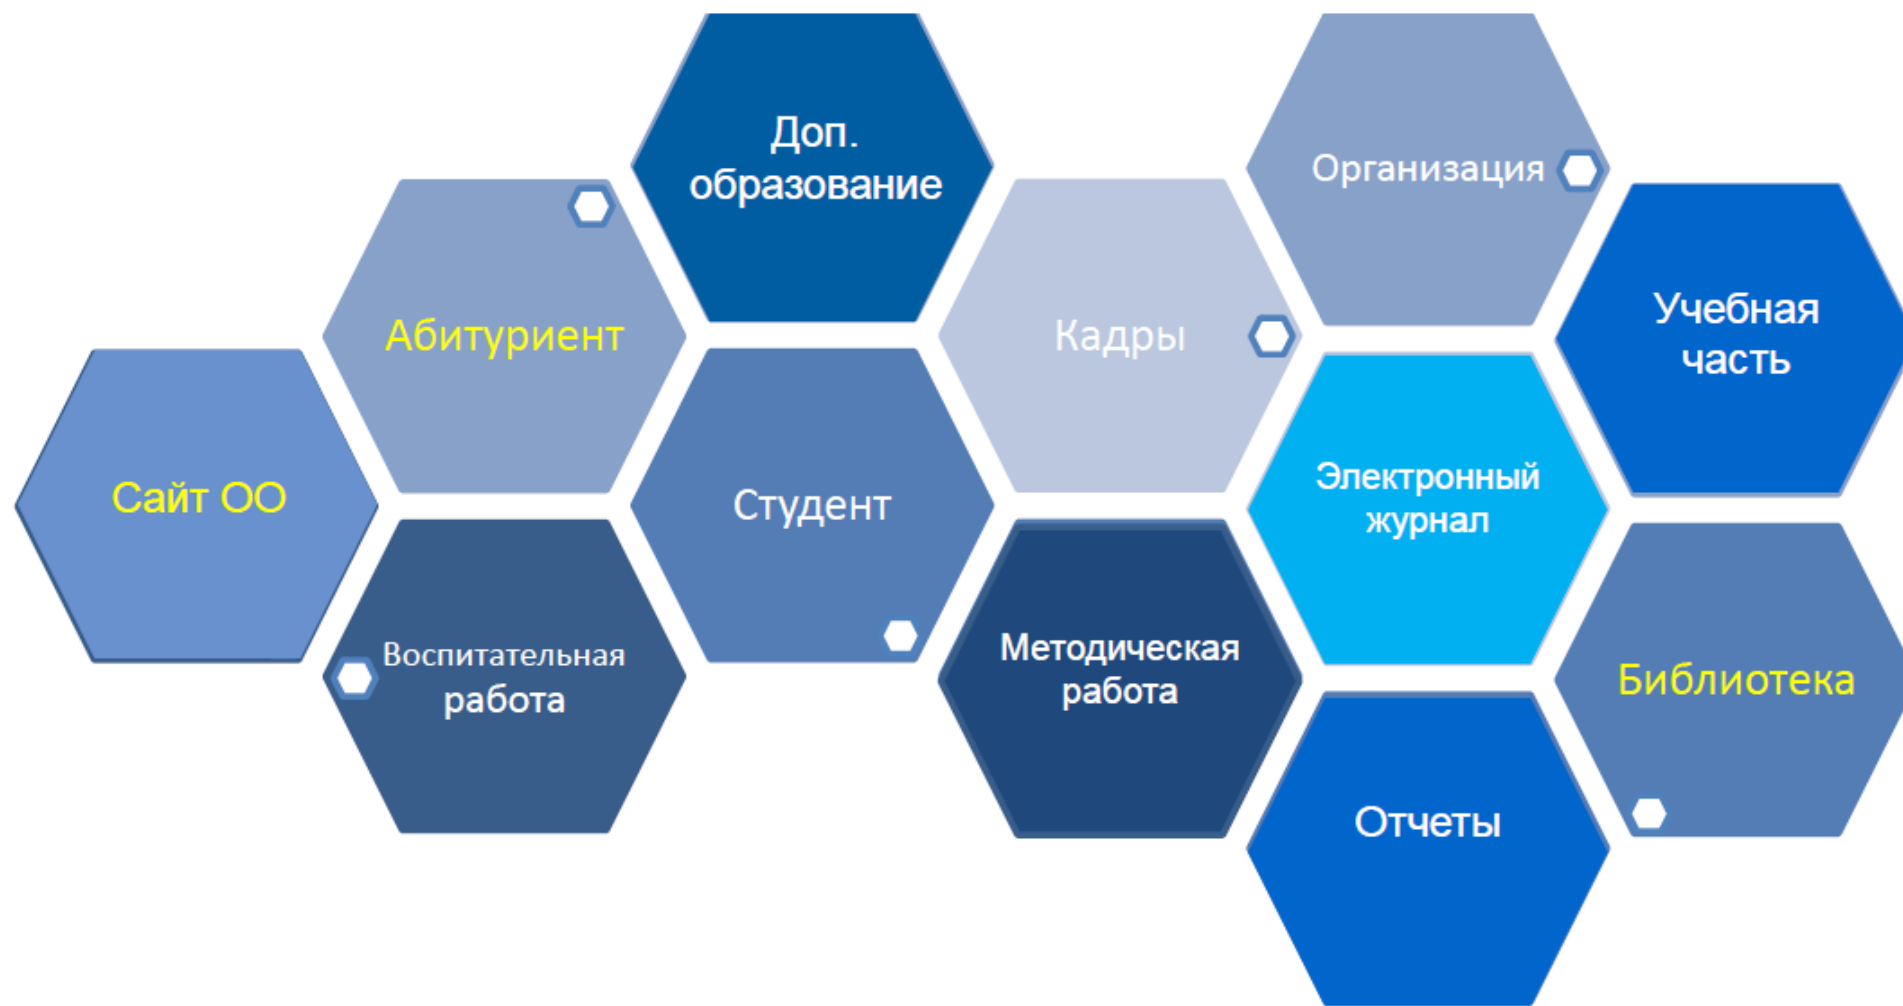 Доп.
образование
Организация
Абитуриент
Кадры
Учебная
часть
Сайт ОО
Студент
Электронный
журнал
Воспитательная
работа
Методическая
работа
Библиотека
Отчеты